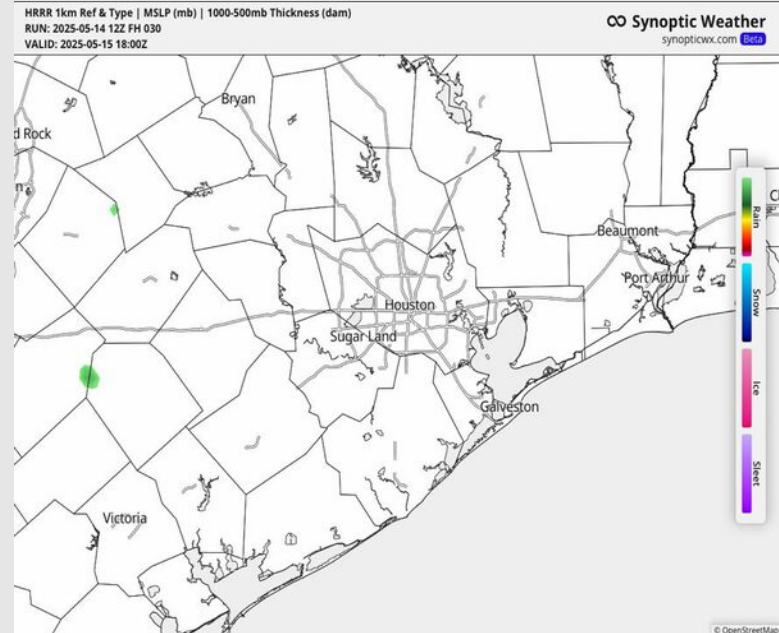 HRRR 1km Ref & Type | MSLP (mb) | 1000-500mb Thickness (dam)
RUN: 2025-05-14 12Z FH 030
VALID: 2025-05-15 18:00Z
Synoptic Weather
synopticwx.com Beta
Bryan
d Rock
n
C
Rain
Beaumont
Port Arthur
Snow
Houston
Sugar Land
Ice
Galveston
Sleet
Victoria
© OpenStreetMap